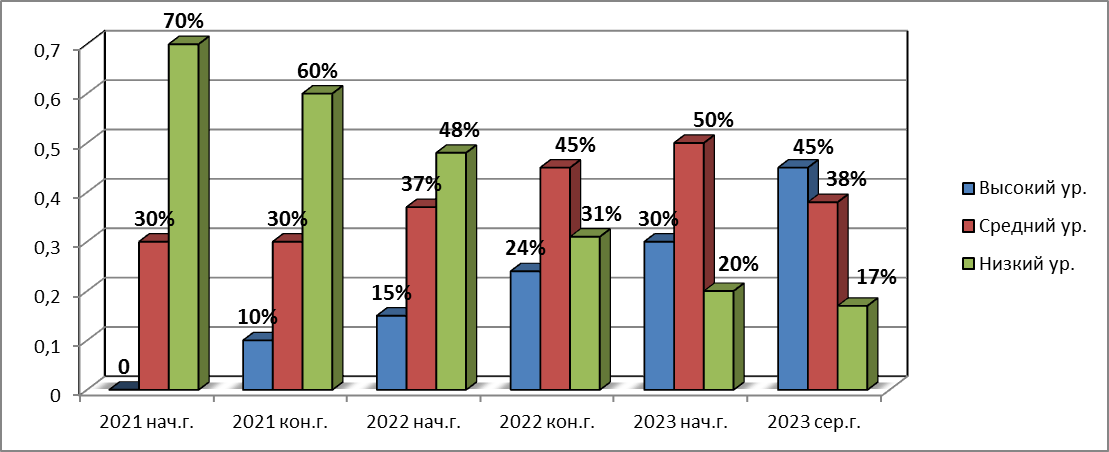 70%
0,7
60%
0,6
50%
48%
0,5
45%
45%
37%
38%
0,4
30%
30%
31%
30%
0,3
24%
20%
17%
15%
0,2
10%
0,1
0
0
2021 нач.г.
2021 кон.г.
2022 нач.г.
2022 кон.г.
2023 нач.г.
2023 сер.г.
Высокий ур.
Средний ур.
Низкий ур.